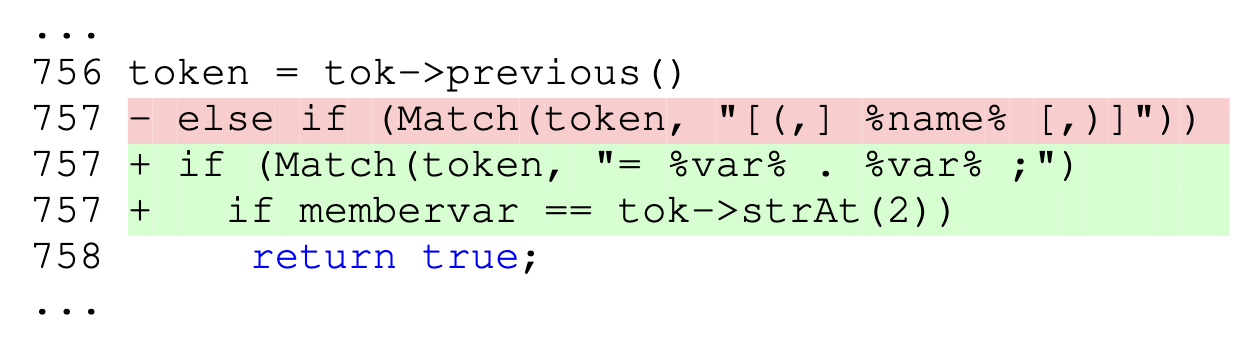 ...
756 token = tok->previous()
757 - else if (Match(token, "[(,] %name% [,)]"))
757 + if (Match(token, "= %var% . %var% ;")
757 +   if membervar == tok->strAt(2))
758      return true;
...